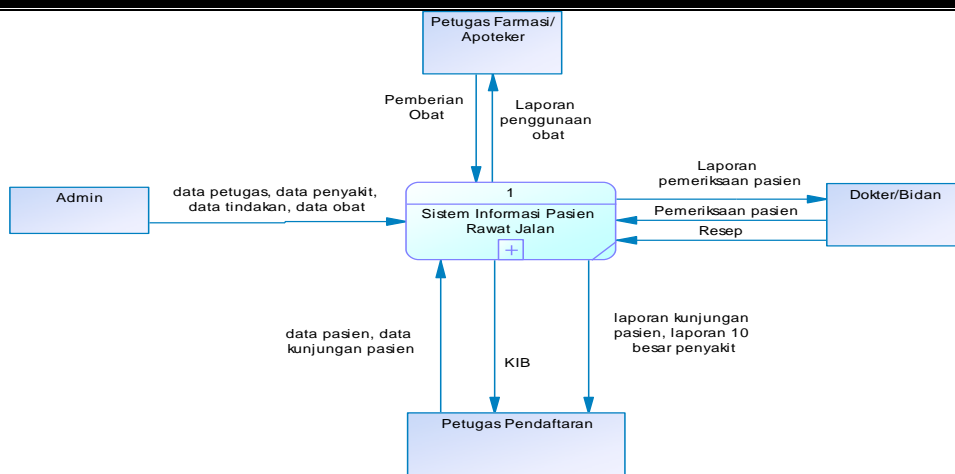 Petugas Farmasi/
Apoteker
Pemberian
Obat
Laporan
penggunaan
obat
Admin
data petugas, data penyakit,
data tindakan, data obat
1
Sistem Informasi Pasien
Rawat Jalan
Laporan
pemeriksaan pasien
Pemeriksaan pasien
Resep
Dokter/Bidan
data pasien, data
kunjungan pasien
KIB
laporan kunjungan
pasien, laporan 10
besar penyakit
Petugas Pendaftaran